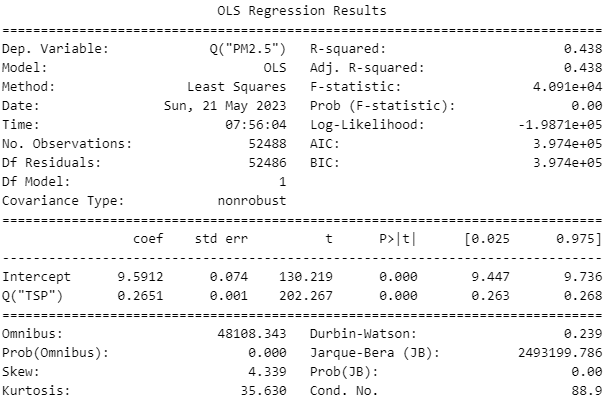 OLS Regression Results
==============================================================================
Dep. Variable:             Q("PM2.5")   R-squared:                       0.438
Model:                            OLS   Adj. R-squared:                  0.438
Method:                 Least Squares   F-statistic:                 4.091e+04
Date:                Sun, 21 May 2023   Prob (F-statistic):               0.00
Time:                        07:56:04   Log-Likelihood:            -1.9871e+05
No. Observations:               52488   AIC:                         3.974e+05
Df Residuals:                   52486   BIC:                         3.974e+05
Df Model:                           1
Covariance Type:            nonrobust
==============================================================================
                 coef    std err          t      P>|t|      [0.025      0.975]
------------------------------------------------------------------------------
Intercept      9.5912      0.074    130.219      0.000       9.447       9.736
Q("TSP")       0.2651      0.001    202.267      0.000       0.263       0.268
==============================================================================
Omnibus:                    48108.343   Durbin-Watson:                   0.239
Prob(Omnibus):                  0.000   Jarque-Bera (JB):          2493199.786
Skew:                           4.339   Prob(JB):                         0.00
Kurtosis:                      35.630   Cond. No.                         88.9